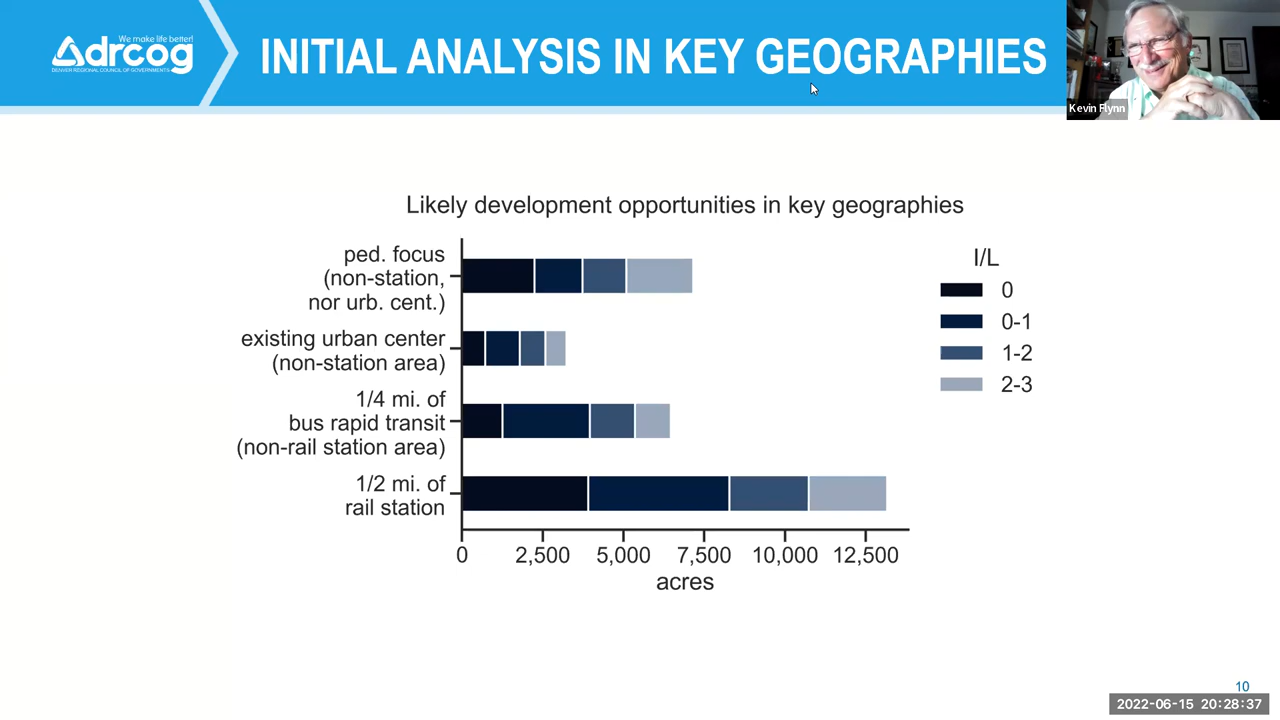 We make life better!
drcog
DENVER REGIONAL COUNCIL OF GOVERNMENTS
INITIAL ANALYSIS IN KEY GEOGRAPHIES
Kevin Flynn
Likely development opportunities in key geographies
ped. focus
(non-station,
nor urb. cent.)
existing urban center
(non-station area)
1/4 mi. of
bus rapid transit
(non-rail station area)
1/2 mi. of
rail station
0
2,500
5,000
7,500
10,000
12,500
acres
I/L
0
0-1
1-2
2-3
10
2022-06-15 20:28:37